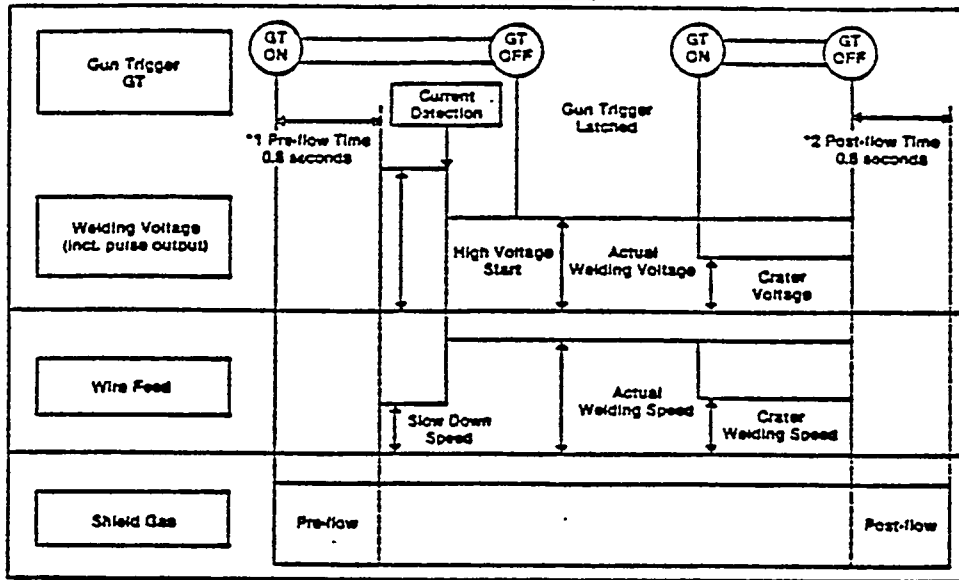 GT
ON
GT
OFF
GT
ON
GT
OFF
Gun Trigger
GT
Current
Detection
Gun Trigger
Latched
*1 Pre-flow Time
0.8 seconds
*2 Post-flow Time
0.8 seconds
Welding Voltage
(incl. pulse output)
High Voltage
Start
Actual
Welding Voltage
Crater
Voltage
Wire Feed
Slow Down
Speed
Actual
Welding Speed
Crater
Welding Speed
Shield Gas
Pre-flow
Post-flow